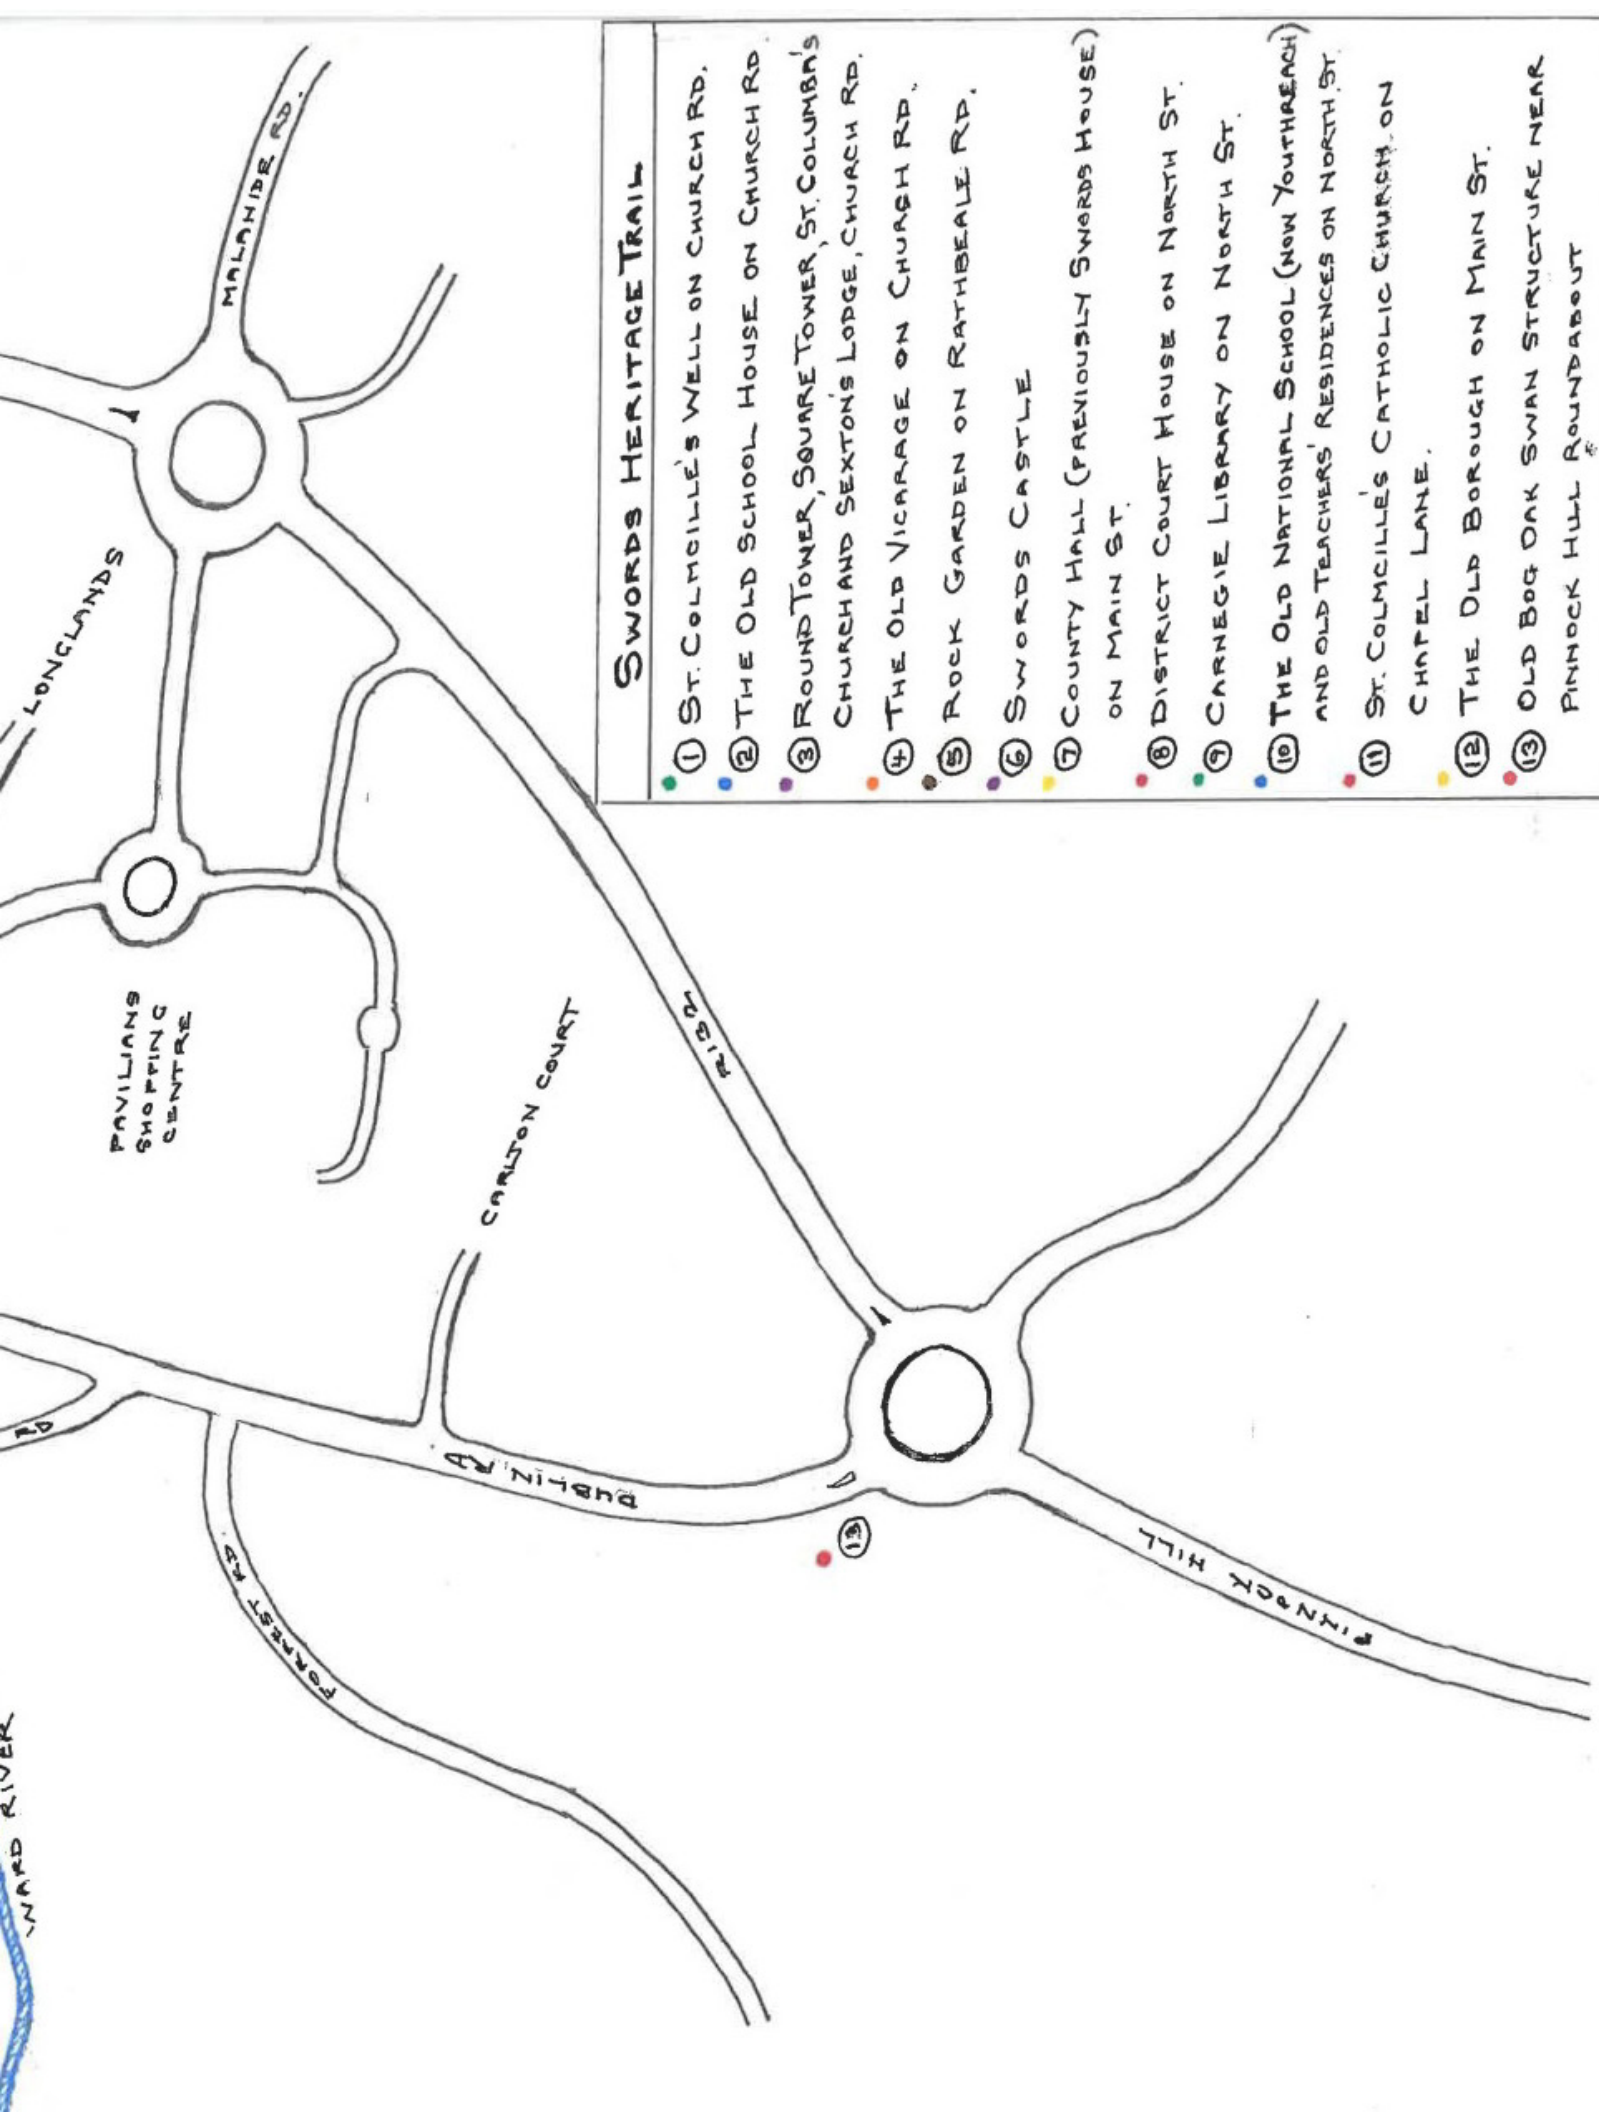 SWORDS HERITAGE TRAIL
① ST. COLMCILLE'S WELL ON CHURCH RD.
② THE OLD SCHOOL HOUSE ON CHURCH RD.
③ ROUND TOWER, SQUARE TOWER, ST. COLUMBA'S
CHURCH AND SEXTON'S LODGE, CHURCH RD.
④ THE OLD VICARAGE ON CHURCH RD.
⑤ ROCK GARDEN ON RATHBEALE RD.
⑥ SWORDS CASTLE
⑦ COUNTY HALL (PREVIOUSLY SWORDS HOUSE)
ON MAIN ST.
⑧ DISTRICT COURT HOUSE ON NORTH ST.
⑨ CARNEGIE LIBRARY ON NORTH ST.
⑩ THE OLD NATIONAL SCHOOL (NOW YOUTHREACH)
AND OLD TEACHERS' RESIDENCES ON NORTH ST.
⑪ ST. COLMCILLE'S CATHOLIC CHURCH ON
CHAPEL LANE.
⑫ THE OLD BOROUGH ON MAIN ST.
⑬ OLD BOG OAK SWAN STRUCTURE NEAR
PINNOCK HILL ROUNDABOUT
MALAHIDE RD.
LONGLANDS
PAVILIANS
SHOPPING
CENTRE
CARLTON COURT
R132
RD
DUBLIN RD
⑬
FORREST RD
PINNOCK HILL
WARD RIVER